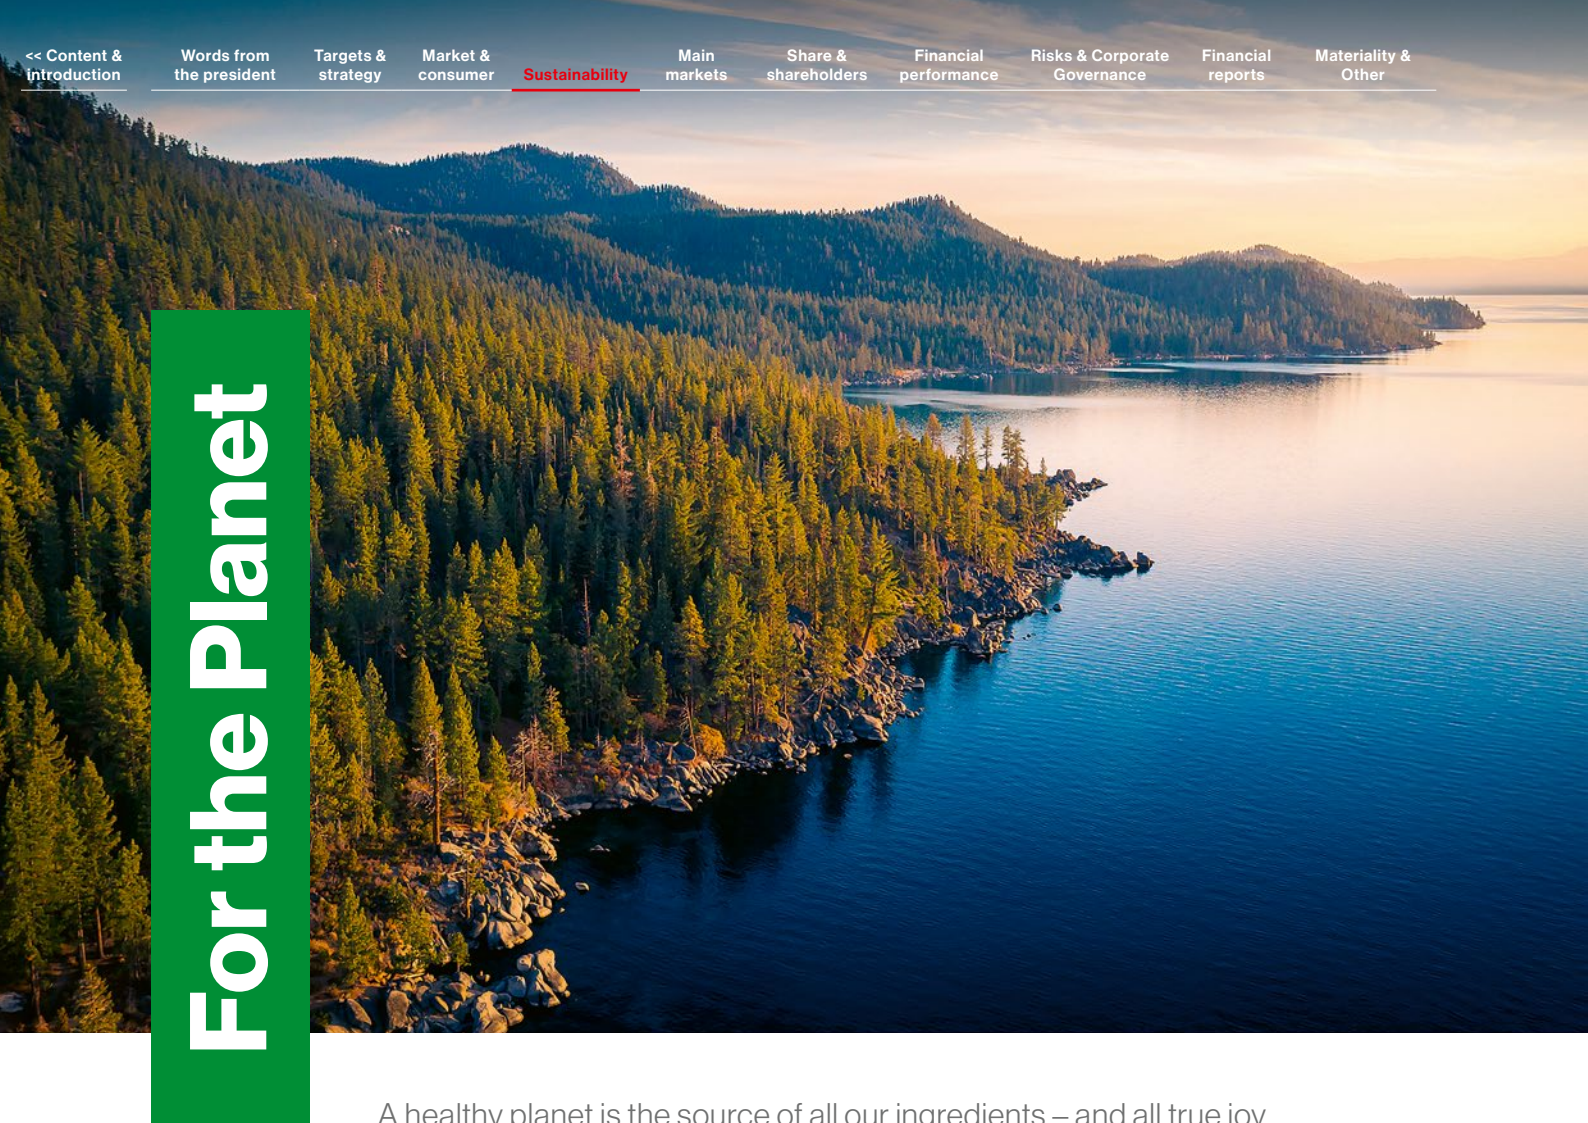 << Content &
introduction
Words from
the president
Targets &
strategy
Market &
consumer
Sustainability
Main
markets
Share &
shareholders
Financial
performance
Risks & Corporate
Governance
Financial
reports
Materiality &
Other
For the Planet
A healthy planet is the source of all our ingredients – and all true joy